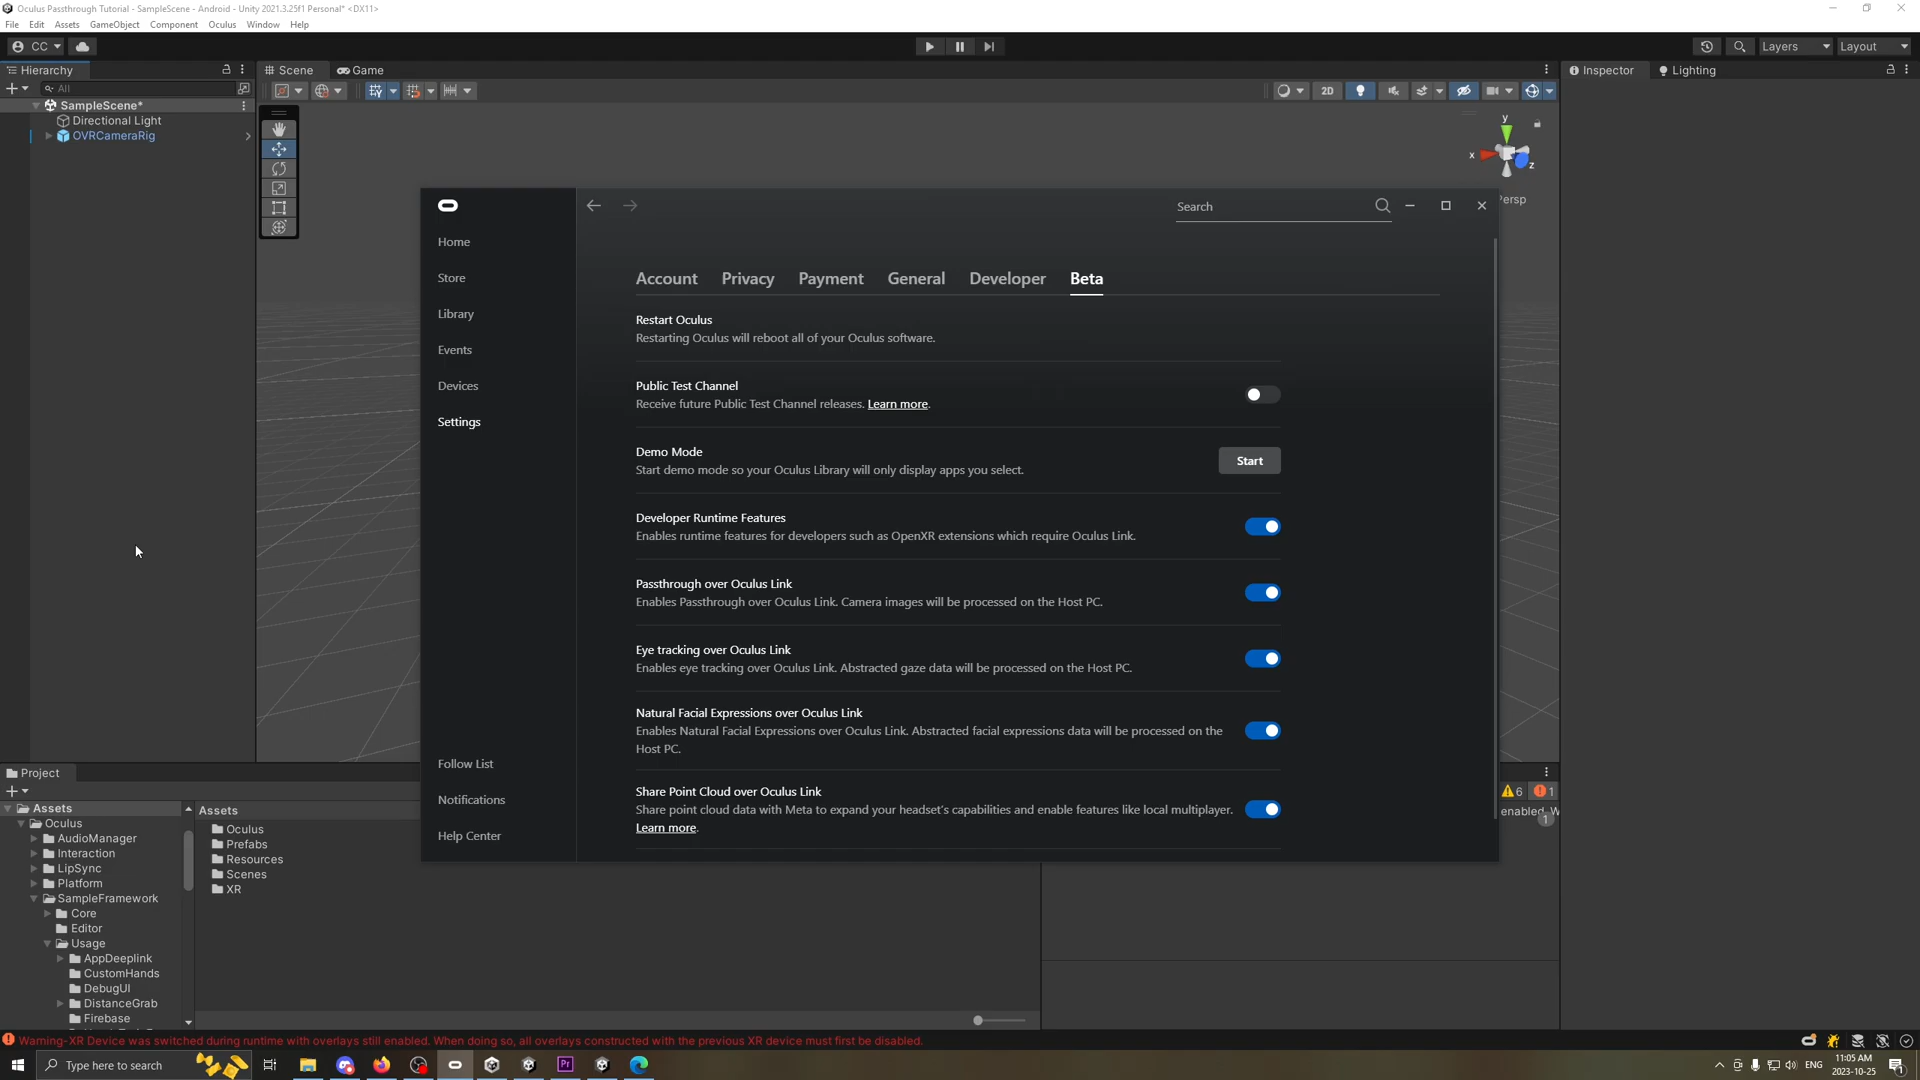 Oculus Passthrough Tutorial - SampleScene - Android - Unity 2021.3.25f1 Personal* <DX11>
File Edit Assets GameObject Component Oculus Window Help
CC
Layers
Layout
Hierarchy
Scene
Game
Inspector
Lighting
All
2D
SampleScene*
Directional Light
OVRCameraRig
y
x
z
Persp
Search
Home
Store
Library
Events
Devices
Settings
Follow List
Notifications
Help Center
Account Privacy Payment General Developer Beta
Restart Oculus
Restarting Oculus will reboot all of your Oculus software.
Public Test Channel
Receive future Public Test Channel releases. Learn more.
Demo Mode
Start demo mode so your Oculus Library will only display apps you select.
Start
Developer Runtime Features
Enables runtime features for developers such as OpenXR extensions which require Oculus Link.
Passthrough over Oculus Link
Enables Passthrough over Oculus Link. Camera images will be processed on the Host PC.
Eye tracking over Oculus Link
Enables eye tracking over Oculus Link. Abstracted gaze data will be processed on the Host PC.
Natural Facial Expressions over Oculus Link
Enables Natural Facial Expressions over Oculus Link. Abstracted facial expressions data will be processed on the
Host PC.
Share Point Cloud over Oculus Link
Share point cloud data with Meta to expand your headset's capabilities and enable features like local multiplayer.
Learn more.
Project
6
1
enabled. W
1
Assets
Oculus
AudioManager
Interaction
LipSync
Platform
SampleFramework
Core
Editor
Usage
AppDeeplink
CustomHands
DebugUI
DistanceGrab
Firebase
Assets
Oculus
Prefabs
Resources
Scenes
XR
Warning-XR Device was switched during runtime with overlays still enabled. When doing so, all overlays constructed with the previous XR device must first be disabled.
Type here to search
Pr
ENG
11:05 AM
2023-10-25
1